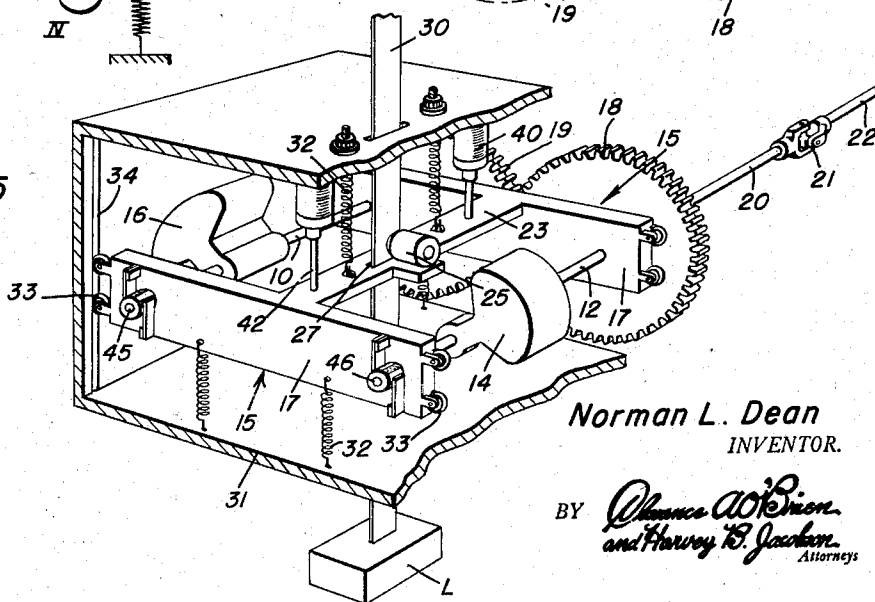 IV
19
18
30
32
40 19 18 15
34
16
10
23
20 21 22
33
45
42
27
25
12
17
46
14
15 17 32 33
31
L
5
Norman L. Dean
INVENTOR.
BY Clarence A. O'Brien
and Harvey B. Jacobson
Attorneys